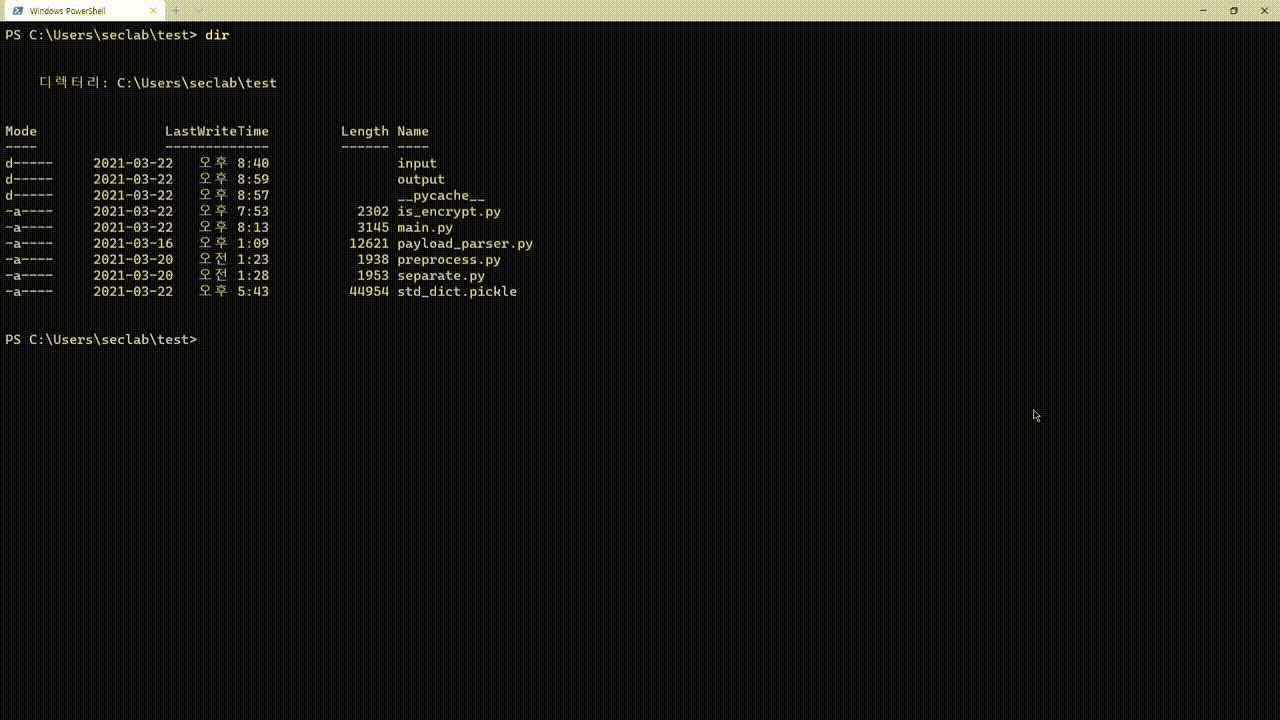 Windows PowerShell
PS C:\Users\seclab\test> dir
디렉터리: C:\Users\seclab\test
Mode LastWriteTime Length Name
---- ------------- ------ ----
d----- 2021-03-22 오후 8:40 input
d----- 2021-03-22 오후 8:59 output
d----- 2021-03-22 오후 8:57 __pycache__
-a---- 2021-03-22 오후 7:53 2302 is_encrypt.py
-a---- 2021-03-22 오후 8:13 3145 main.py
-a---- 2021-03-16 오후 1:09 12621 payload_parser.py
-a---- 2021-03-20 오전 1:23 1938 preprocess.py
-a---- 2021-03-20 오전 1:28 1953 separate.py
-a---- 2021-03-22 오후 5:43 44954 std_dict.pickle
PS C:\Users\seclab\test>